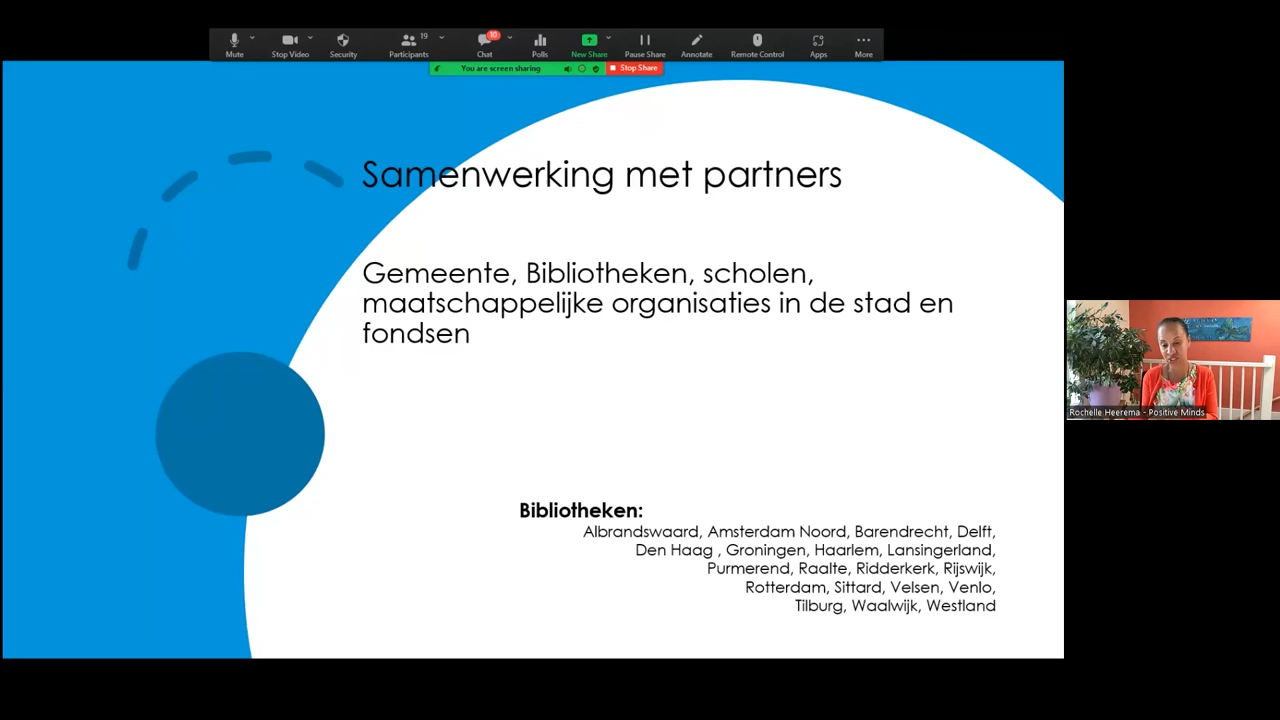 Mute
Stop Video
Security
Participants
19
Chat
10
Polls
New Share
Pause Share
Annotate
Remote Control
Apps
More
You are screen sharing
Stop Share
Samenwerking met partners
Gemeente, Bibliotheken, scholen,
maatschappelijke organisaties in de stad en
fondsen
Rochelle Heerema - Positive Minds
Bibliotheken:
Albrandswaard, Amsterdam Noord, Barendrecht, Delft,
Den Haag , Groningen, Haarlem, Lansingerland,
Purmerend, Raalte, Ridderkerk, Rijswijk,
Rotterdam, Sittard, Velsen, Venlo,
Tilburg, Waalwijk, Westland